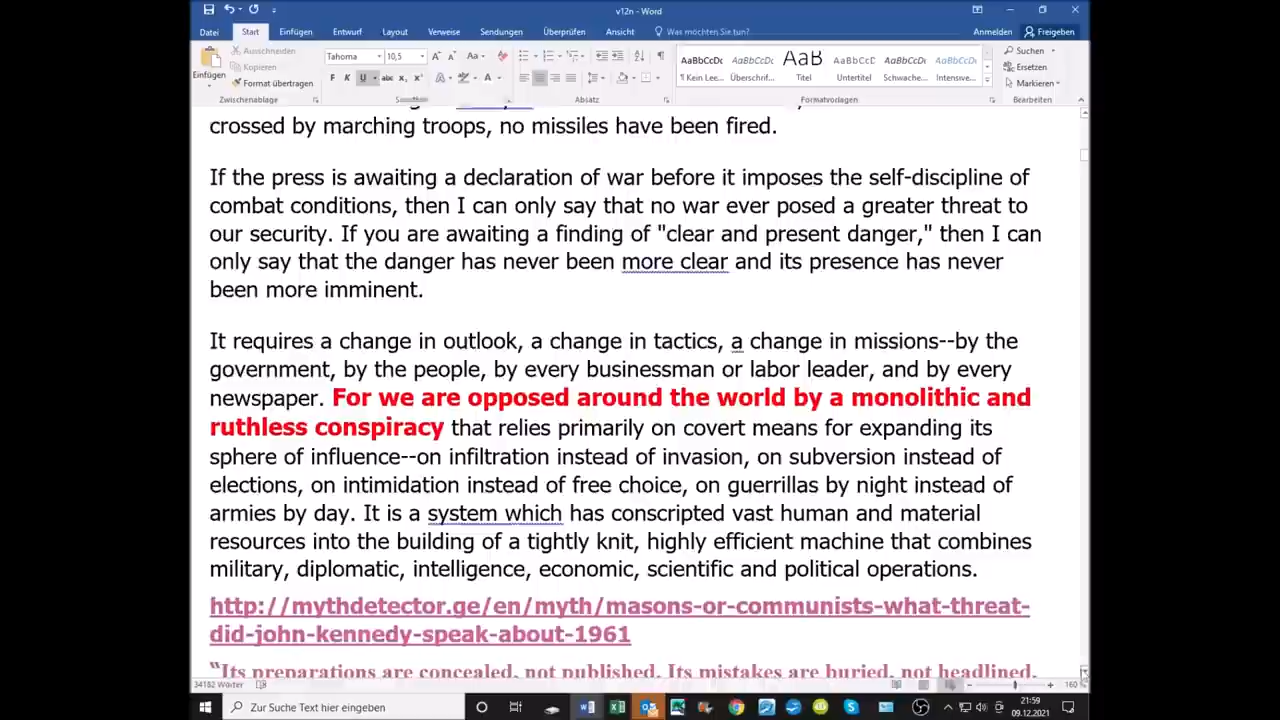 v12n - Word
Datei Start Einfügen Entwurf Layout Verweise Sendungen Überprüfen Ansicht Was möchten Sie tun? Anmelden Freigeben
Ausschneiden
Kopieren
Format übertragen
Einfügen
Zwischenablage
Tahoma 10,5
F K U abc x₂ x²
Absatz
AaBbCcDc AaBbCcDc AaB AaBbCcD AaBbCcDc AaBbCcDc
¶ Kein Lee... Überschrif... Titel Untertitel Schwache... Intensive...
Formatvorlagen
Suchen
Ersetzen
Markieren
Bearbeiten
crossed by marching troops, no missiles have been fired.
If the press is awaiting a declaration of war before it imposes the self-discipline of
combat conditions, then I can only say that no war ever posed a greater threat to
our security. If you are awaiting a finding of "clear and present danger," then I can
only say that the danger has never been more clear and its presence has never
been more imminent.
It requires a change in outlook, a change in tactics, a change in missions--by the
government, by the people, by every businessman or labor leader, and by every
newspaper. For we are opposed around the world by a monolithic and
ruthless conspiracy that relies primarily on covert means for expanding its
sphere of influence--on infiltration instead of invasion, on subversion instead of
elections, on intimidation instead of free choice, on guerrillas by night instead of
armies by day. It is a system which has conscripted vast human and material
resources into the building of a tightly knit, highly efficient machine that combines
military, diplomatic, intelligence, economic, scientific and political operations.
http://mythdetector.ge/en/myth/masons-or-communists-what-threat-
did-john-kennedy-speak-about-1961
"Its preparations are concealed, not published. Its mistakes are buried, not headlined.
34182 Wörter
160
Zur Suche Text hier eingeben
21:59
09.12.2021